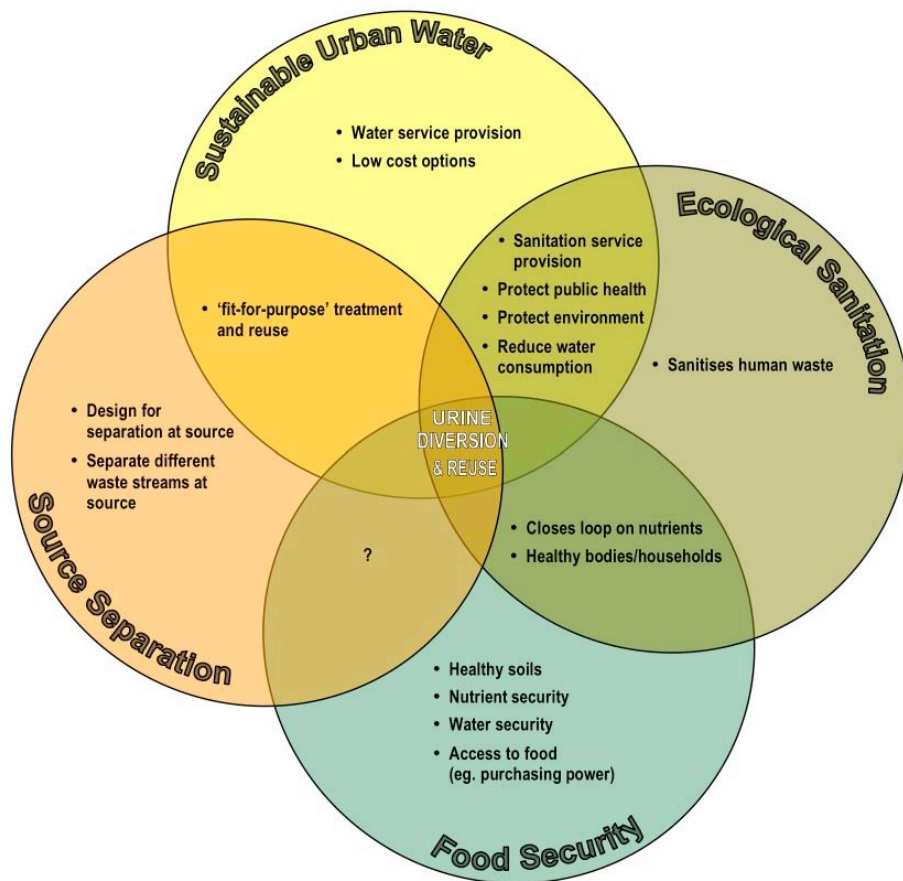 Sustainable Urban Water
• Water service provision
• Low cost options
Ecological Sanitation
• Sanitation service
provision
• Protect public health
• Protect environment
• Reduce water
consumption
• 'fit-for-purpose' treatment
and reuse
• Sanitises human waste
• Design for
separation at source
• Separate different
waste streams at
source
URINE
DIVERSION
& REUSE
Source Separation
?
• Closes loop on nutrients
• Healthy bodies/households
• Healthy soils
• Nutrient security
• Water security
• Access to food
(eg. purchasing power)
Food Security